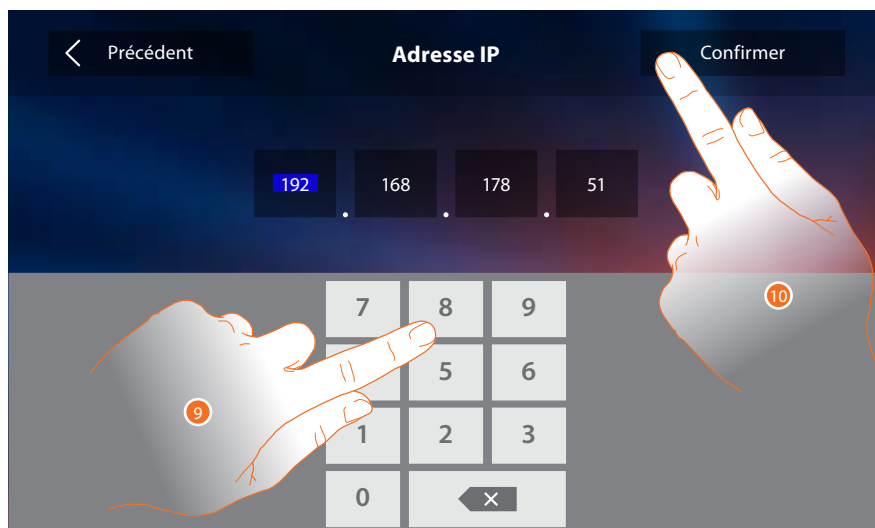 Précédent
Adresse IP
Confirmer
192 . 168 . 178 . 51
7 8 9
5 6
1 2 3
0
9
10